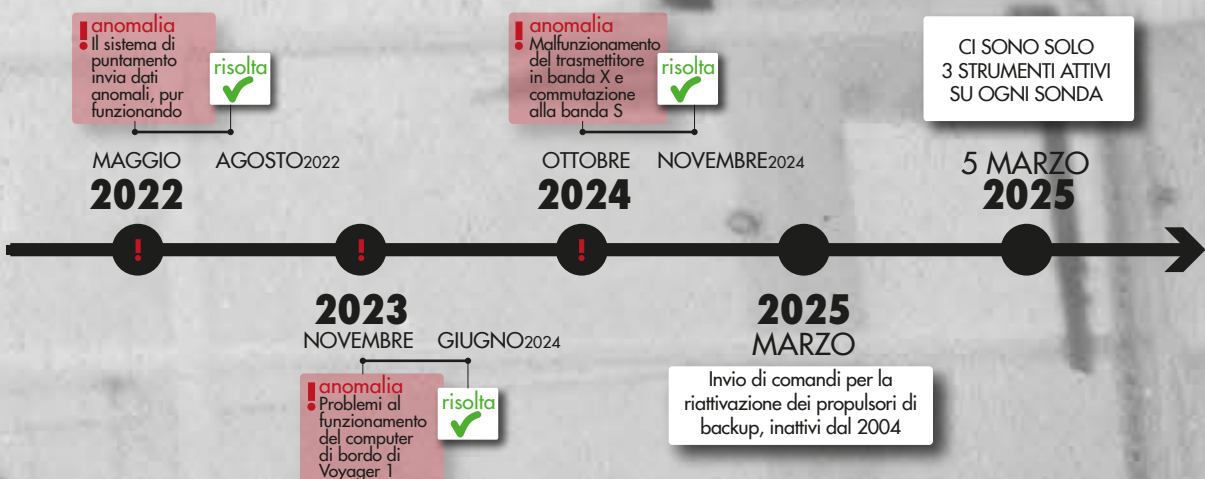 ! anomalia
Il sistema di
puntamento
invia dati
anomali, pur
funzionando
risolta
MAGGIO
2022
AGOSTO2022
!
2023
NOVEMBRE
GIUGNO2024
! anomalia
Problemi al
funzionamento
del computer
di bordo di
Voyager 1
risolta
!
! anomalia
Malfunzionamento
del trasmettitore
in banda X e
commutazione
alla banda S
risolta
OTTOBRE
2024
NOVEMBRE2024
!
2025
MARZO
Invio di comandi per la
riattivazione dei propulsori di
backup, inattivi dal 2004
CI SONO SOLO
3 STRUMENTI ATTIVI
SU OGNI SONDA
5 MARZO
2025